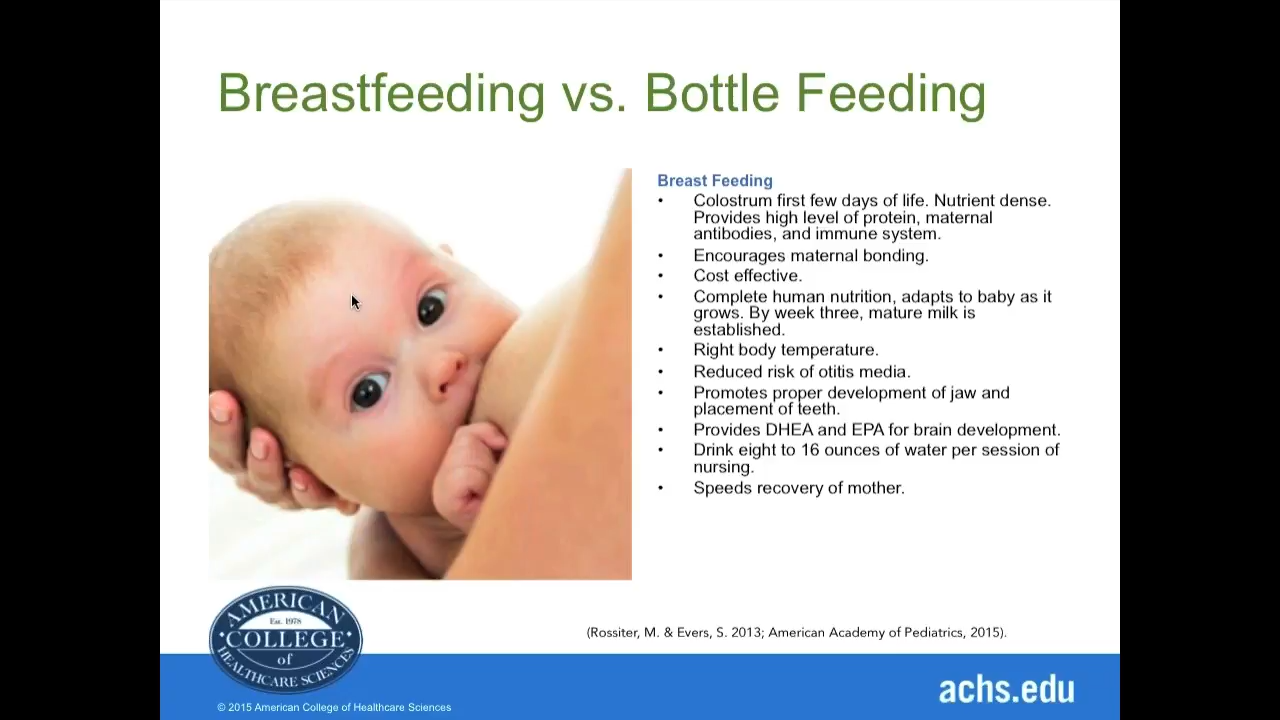 Breastfeeding vs. Bottle Feeding
Breast Feeding
• Colostrum first few days of life. Nutrient dense.
Provides high level of protein, maternal
antibodies, and immune system.
• Encourages maternal bonding.
• Cost effective.
• Complete human nutrition, adapts to baby as it
grows. By week three, mature milk is
established.
• Right body temperature.
• Reduced risk of otitis media.
• Promotes proper development of jaw and
placement of teeth.
• Provides DHEA and EPA for brain development.
• Drink eight to 16 ounces of water per session of
nursing.
• Speeds recovery of mother.
(Rossiter, M. & Evers, S. 2013; American Academy of Pediatrics, 2015).
AMERICAN
Est. 1978
COLLEGE
of
HEALTHCARE SCIENCES
achs.edu
© 2015 American College of Healthcare Sciences